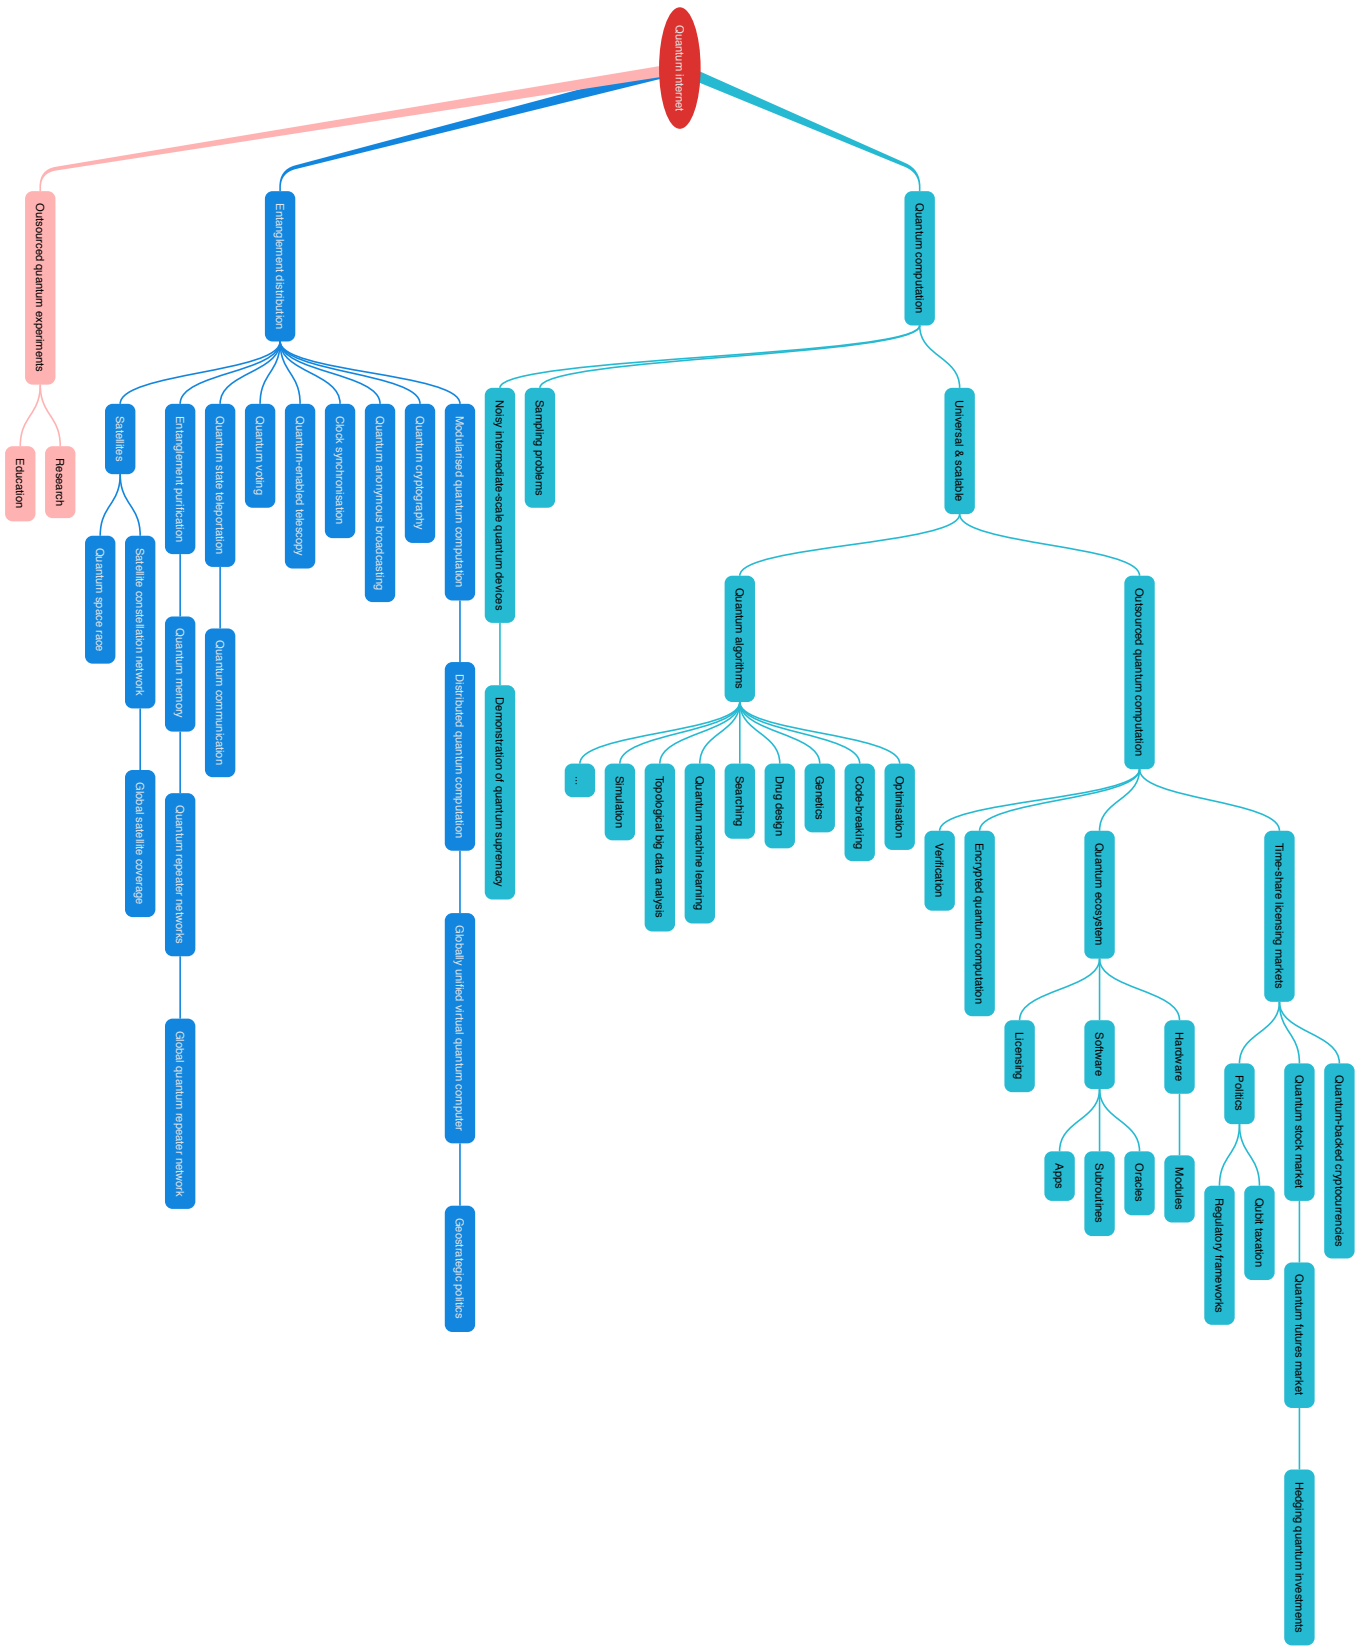 Quantum internet
Quantum computation
Universal & scalable
Outsourced quantum computation
Time-share licensing markets
Quantum-backed cryptocurrencies
Quantum stock market
Quantum futures market
Hedging quantum investments
Politics
Qubit taxation
Regulatory frameworks
Quantum ecosystem
Hardware
Modules
Software
Oracles
Subroutines
Apps
Licensing
Encrypted quantum computation
Verification
Quantum algorithms
Optimisation
Code-breaking
Genetics
Drug design
Searching
Quantum machine learning
Topological big data analysis
Simulation
...
Sampling problems
Noisy intermediate-scale quantum devices
Demonstration of quantum supremacy
Entanglement distribution
Modularised quantum computation
Distributed quantum computation
Globally unified virtual quantum computer
Geostrategic politics
Quantum cryptography
Quantum anonymous broadcasting
Clock synchronisation
Quantum-enabled telescopy
Quantum voting
Quantum state teleportation
Quantum communication
Entanglement purification
Quantum memory
Quantum repeater networks
Global quantum repeater network
Satellites
Satellite constellation network
Global satellite coverage
Quantum space race
Outsourced quantum experiments
Research
Education